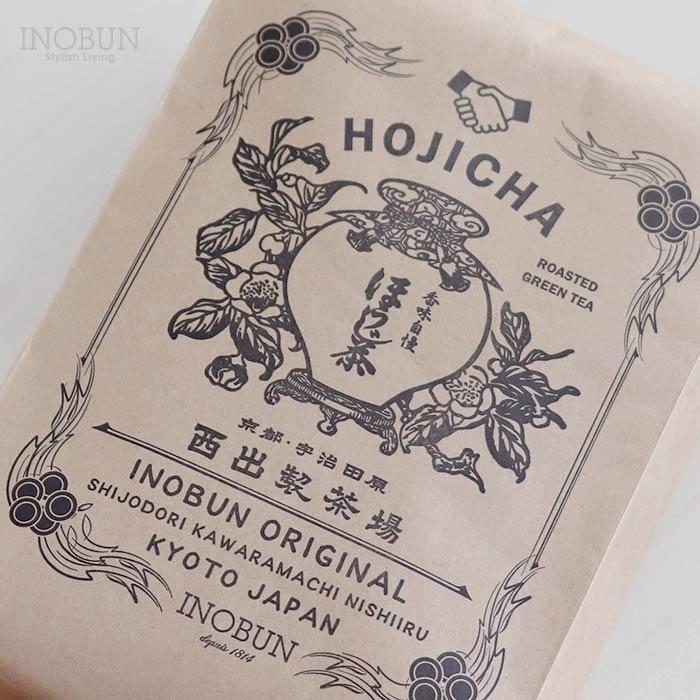 INOBUN
Stylish Living
HOJICHA
ROASTED
GREEN TEA
香味自慢
ほうじ茶
京都・宇治田原
西出製茶場
INOBUN ORIGINAL
SHIJODORI KAWARAMACHI NISHIIRU
KYOTO JAPAN
INOBUN
depuis 1814